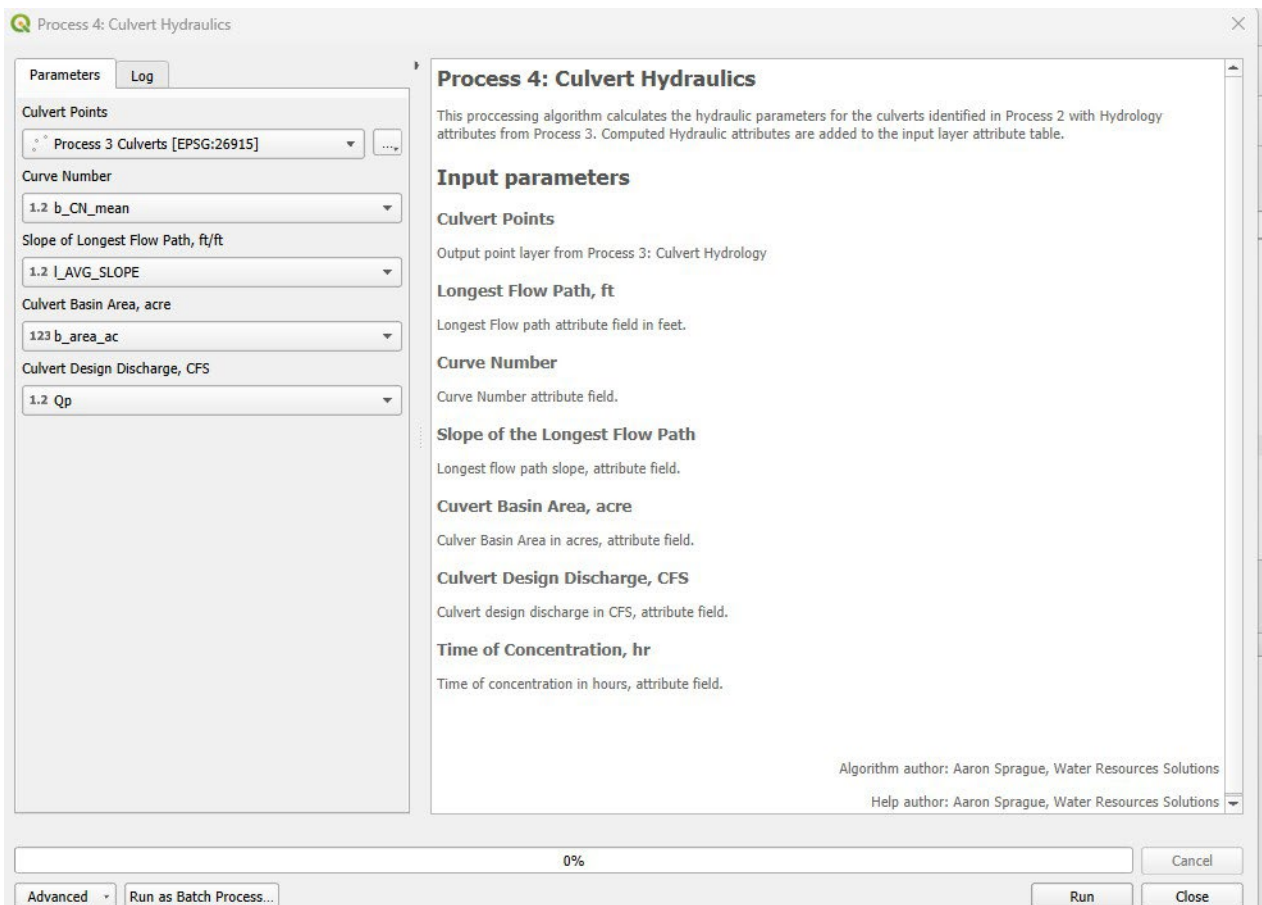 Process 4: Culvert Hydraulics
Parameters
Log
Culvert Points
Process 3 Culverts [EPSG:26915]
...
Curve Number
1.2 b_CN_mean
Slope of Longest Flow Path, ft/ft
1.2 l_AVG_SLOPE
Culvert Basin Area, acre
123 b_area_ac
Culvert Design Discharge, CFS
1.2 Qp
Process 4: Culvert Hydraulics
This proccessing algorithm calculates the hydraulic parameters for the culverts identified in Process 2 with Hydrology
attributes from Process 3. Computed Hydraulic attributes are added to the input layer attribute table.
Input parameters
Culvert Points
Output point layer from Process 3: Culvert Hydrology
Longest Flow Path, ft
Longest Flow path attribute field in feet.
Curve Number
Curve Number attribute field.
Slope of the Longest Flow Path
Longest flow path slope, attribute field.
Cuvert Basin Area, acre
Culver Basin Area in acres, attribute field.
Culvert Design Discharge, CFS
Culvert design discharge in CFS, attribute field.
Time of Concentration, hr
Time of concentration in hours, attribute field.
Algorithm author: Aaron Sprague, Water Resources Solutions
Help author: Aaron Sprague, Water Resources Solutions
0%
Cancel
Advanced
Run as Batch Process...
Run
Close